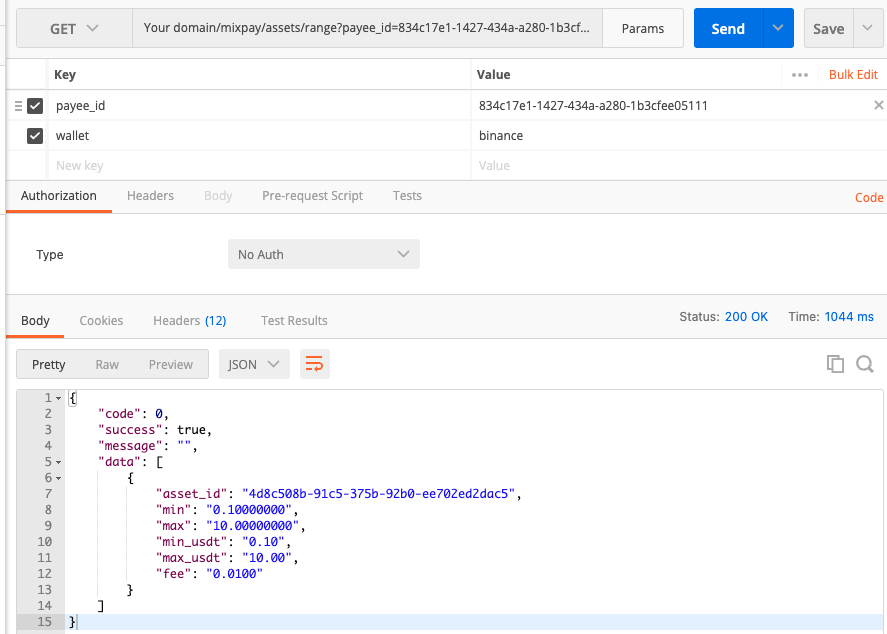 GET Your domain/mixpay/assets/range?payee_id=834c17e1-1427-434a-a280-1b3cf... Params Send Save
Key Value ••• Bulk Edit
payee_id 834c17e1-1427-434a-a280-1b3cfee05111
wallet binance
New key Value
Authorization Headers Body Pre-request Script Tests Code
Type No Auth
Body Cookies Headers (12) Test Results Status: 200 OK Time: 1044 ms
Pretty Raw Preview JSON
1 {
2 "code": 0,
3 "success": true,
4 "message": "",
5 "data": [
6 {
7 "asset_id": "4d8c508b-91c5-375b-92b0-ee702ed2dac5",
8 "min": "0.10000000",
9 "max": "10.00000000",
10 "min_usdt": "0.10",
11 "max_usdt": "10.00",
12 "fee": "0.0100"
13 }
14 ]
15 }